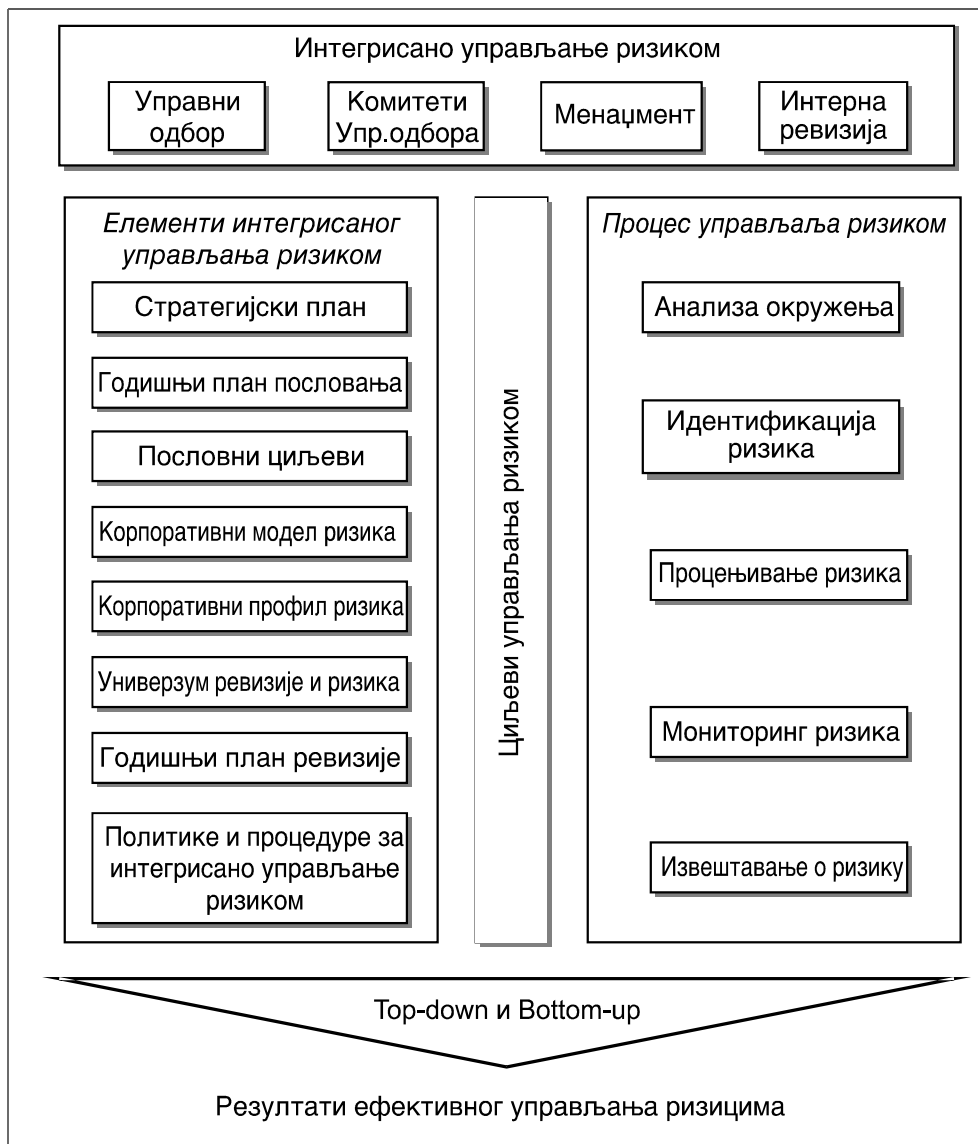 Интегрисано управљање ризиком
Управни
одбор
Комитети
Упр.одбора
Менаџмент
Интерна
ревизија
Елементи интегрисаног
управљања ризиком
Стратегијски план
Годишњи план пословања
Пословни циљеви
Корпоративни модел ризика
Корпоративни профил ризика
Универзум ревизије и ризика
Годишњи план ревизије
Политике и процедуре за
интегрисано управљање
ризиком
Циљеви управљања ризиком
Процес управљаља ризиком
Анализа окружења
Идентификација
ризика
Процењивање ризика
Мониторинг ризика
Извештавање о ризику
Top-down и Bottom-up
Резултати ефективног управљања ризицима